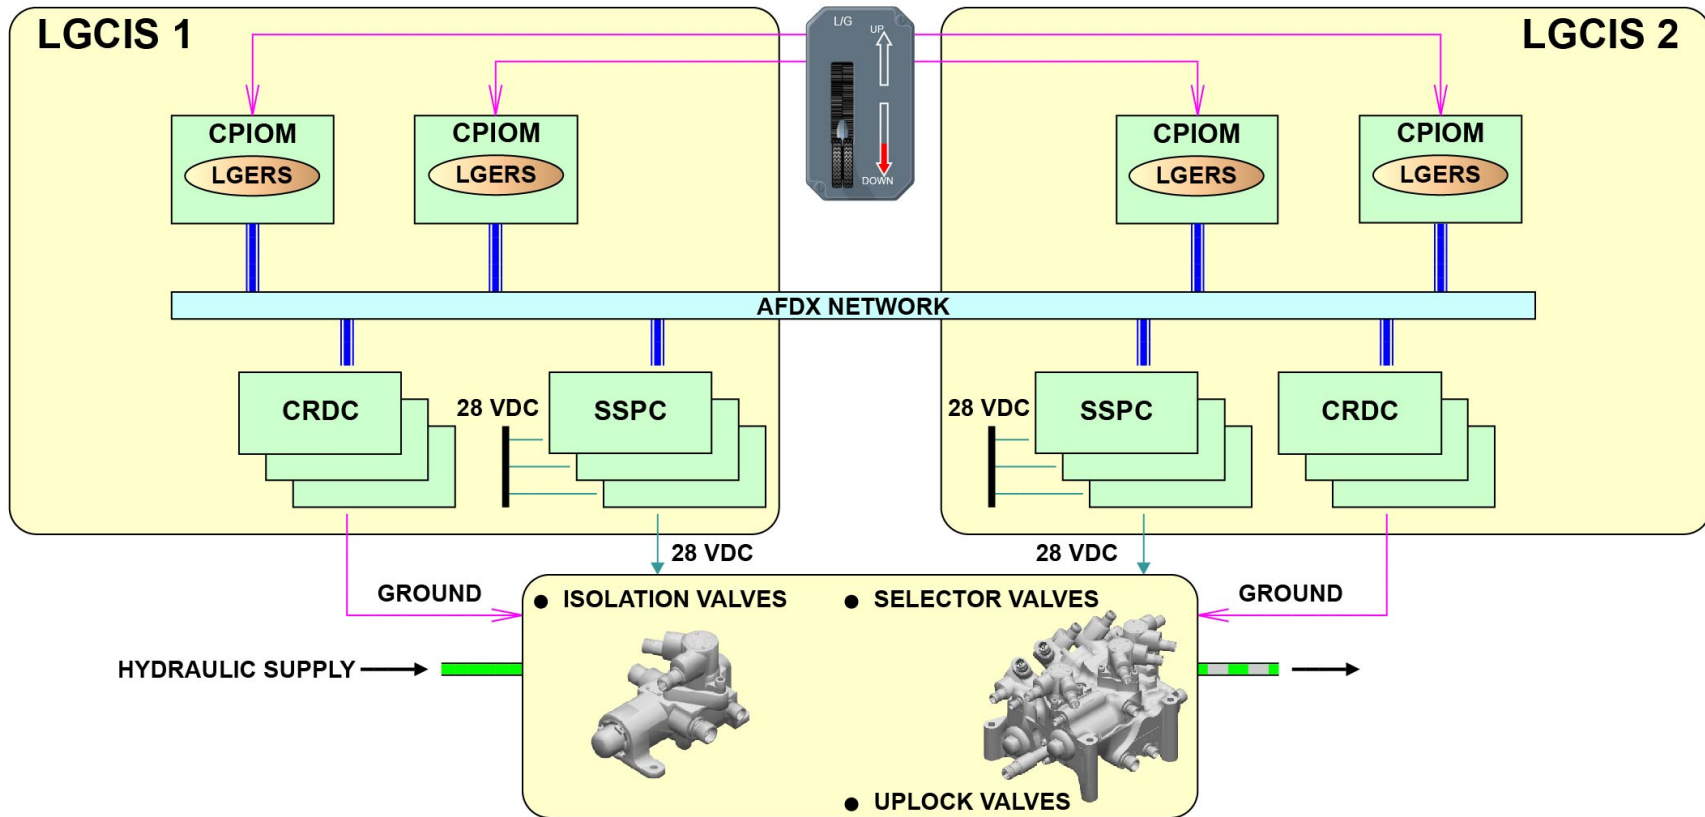 LGCIS 1
LGCIS 2
L/G
UP
DOWN
CPIOM
LGERS
CPIOM
LGERS
CPIOM
LGERS
CPIOM
LGERS
AFDX NETWORK
CRDC
28 VDC
SSPC
28 VDC
SSPC
CRDC
28 VDC
28 VDC
GROUND
GROUND
● ISOLATION VALVES
● SELECTOR VALVES
HYDRAULIC SUPPLY
● UPLOCK VALVES